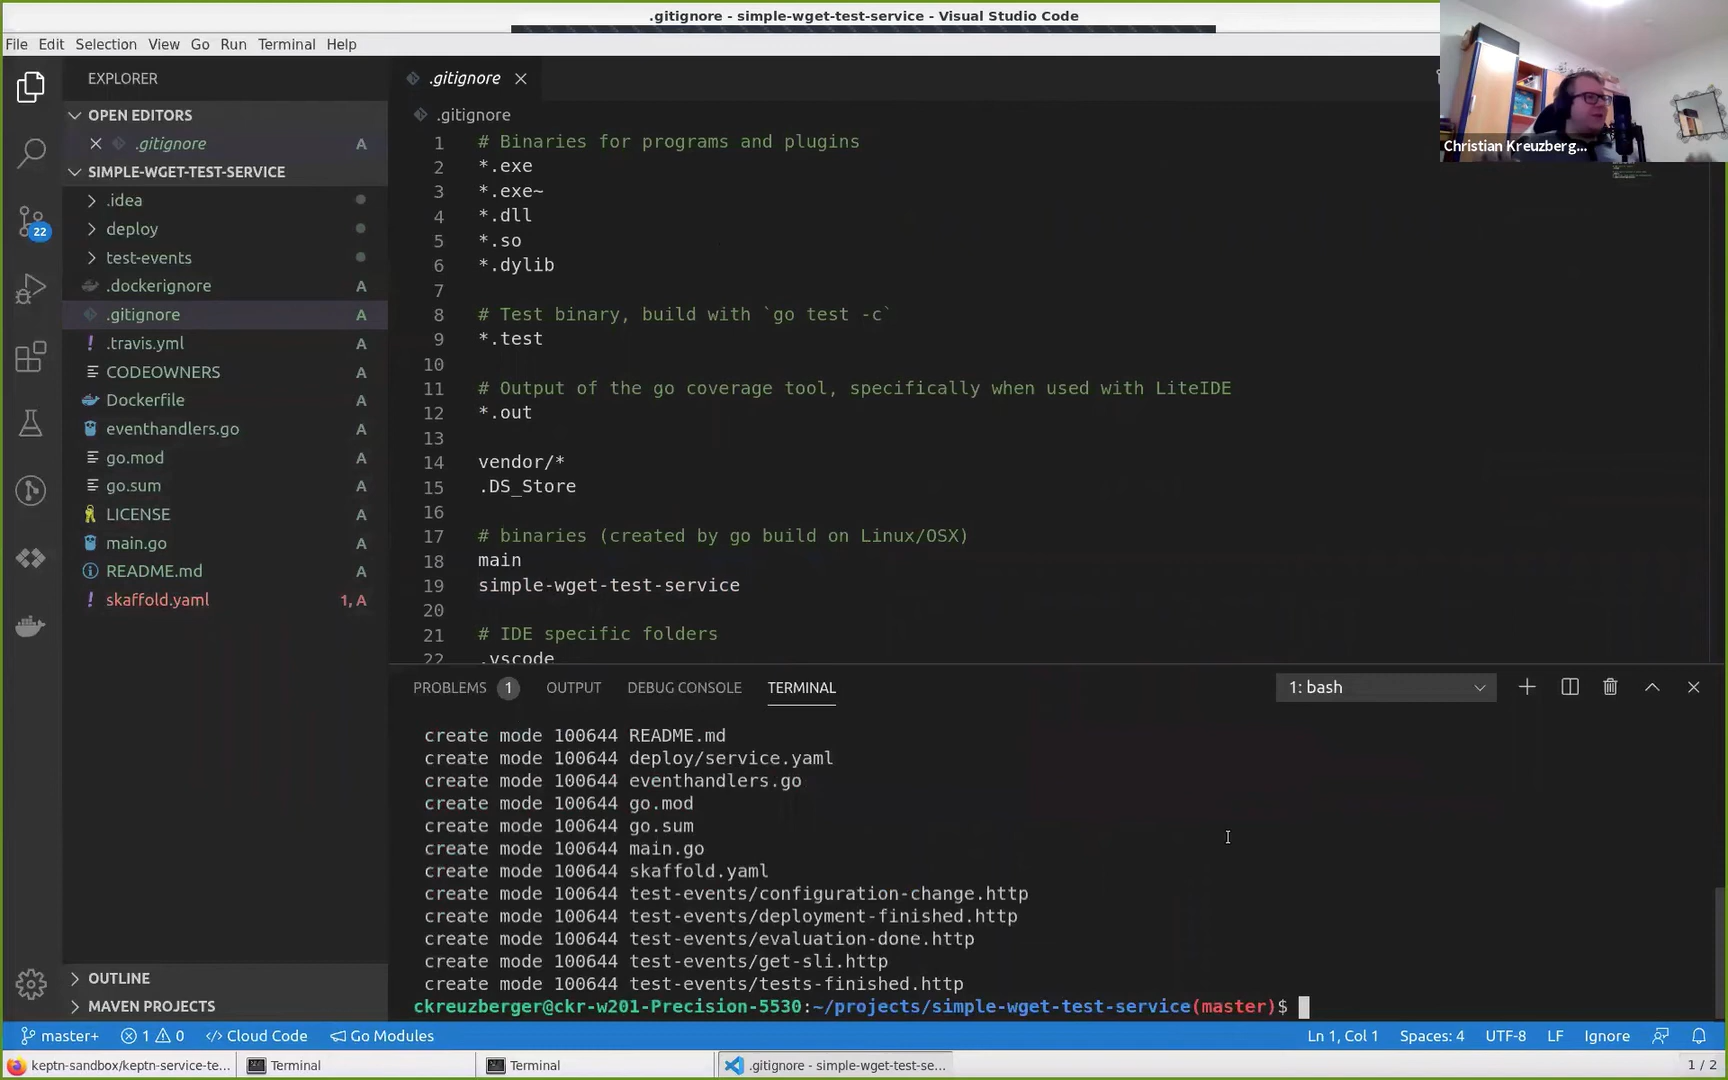 .gitignore - simple-wget-test-service - Visual Studio Code
File Edit Selection View Go Run Terminal Help
Christian Kreuzberg...
EXPLORER
OPEN EDITORS
.gitignore A
SIMPLE-WGET-TEST-SERVICE
.idea
deploy
test-events
.dockerignore A
.gitignore A
.travis.yml A
CODEOWNERS A
Dockerfile A
eventhandlers.go A
go.mod A
go.sum A
LICENSE A
main.go A
README.md A
skaffold.yaml 1, A
OUTLINE
MAVEN PROJECTS
22
.gitignore
.gitignore
1 # Binaries for programs and plugins
2 *.exe
3 *.exe~
4 *.dll
5 *.so
6 *.dylib
7
8 # Test binary, build with `go test -c`
9 *.test
10
11 # Output of the go coverage tool, specifically when used with LiteIDE
12 *.out
13
14 vendor/*
15 .DS_Store
16
17 # binaries (created by go build on Linux/OSX)
18 main
19 simple-wget-test-service
20
21 # IDE specific folders
22 .vscode
PROBLEMS 1 OUTPUT DEBUG CONSOLE TERMINAL 1: bash
create mode 100644 README.md
create mode 100644 deploy/service.yaml
create mode 100644 eventhandlers.go
create mode 100644 go.mod
create mode 100644 go.sum
create mode 100644 main.go
create mode 100644 skaffold.yaml
create mode 100644 test-events/configuration-change.http
create mode 100644 test-events/deployment-finished.http
create mode 100644 test-events/evaluation-done.http
create mode 100644 test-events/get-sli.http
create mode 100644 test-events/tests-finished.http
ckreuzberger@ckr-w201-Precision-5530:~/projects/simple-wget-test-service(master)$
master+ 1 0 Cloud Code Go Modules Ln 1, Col 1 Spaces: 4 UTF-8 LF Ignore
keptn-sandbox/keptn-service-te... Terminal Terminal .gitignore - simple-wget-test-se... 1 / 2